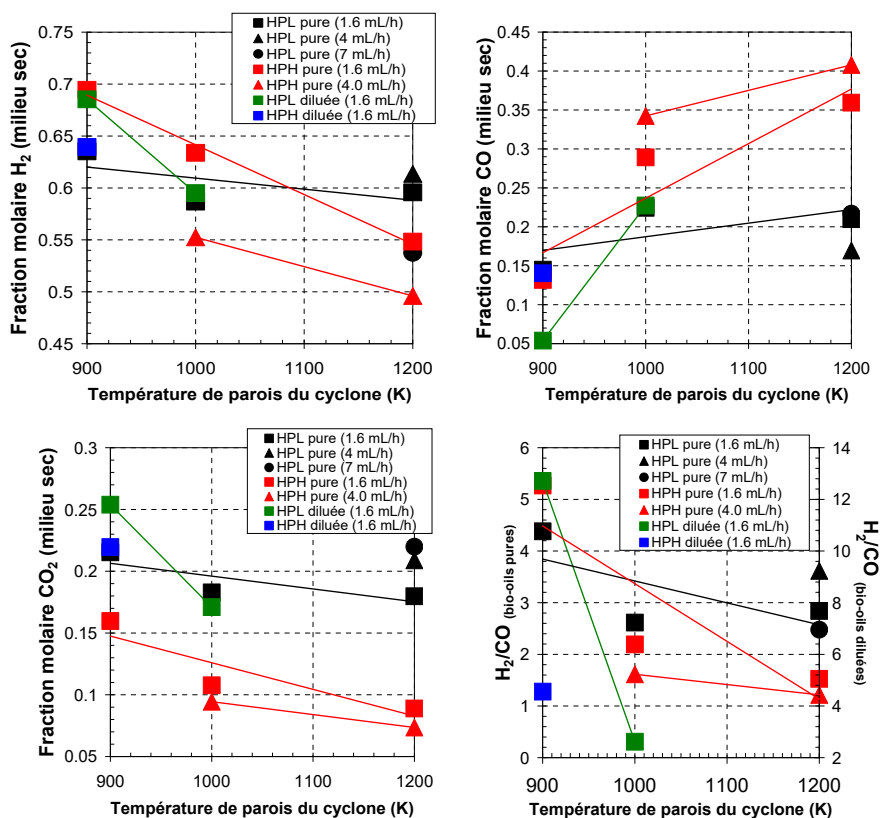 0.75
0.7
0.65
0.6
0.55
0.5
0.45
Fraction molaire H₂ (milieu sec)
HPL pure (1.6 mL/h)
HPL pure (4 mL/h)
HPL pure (7 mL/h)
HPH pure (1.6 mL/h)
HPH pure (4.0 mL/h)
HPL diluée (1.6 mL/h)
HPH diluée (1.6 mL/h)
900 1000 1100 1200
Température de parois du cyclone (K)
0.45
0.4
0.35
0.3
0.25
0.2
0.15
0.1
0.05
Fraction molaire CO (milieu sec)
900 1000 1100 1200
Température de parois du cyclone (K)
0.3
0.25
0.2
0.15
0.1
0.05
Fraction molaire CO₂ (milieu sec)
HPL pure (1.6 mL/h)
HPL pure (4 mL/h)
HPL pure (7 mL/h)
HPH pure (1.6 mL/h)
HPH pure (4.0 mL/h)
HPL diluée (1.6 mL/h)
HPH diluée (1.6 mL/h)
900 1000 1100 1200
Température de parois du cyclone (K)
6
5
4
3
2
1
0
H₂/CO (bio-oils pures)
HPL pure (1.6 mL/h)
HPL pure (4 mL/h)
HPL pure (7 mL/h)
HPH pure (1.6 mL/h)
HPH pure (4.0 mL/h)
HPL diluée (1.6 mL/h)
HPH diluée (1.6 mL/h)
14
12
10
8
6
4
2
H₂/CO
(bio-oils diluées)
900 1000 1100 1200
Température de parois du cyclone (K)